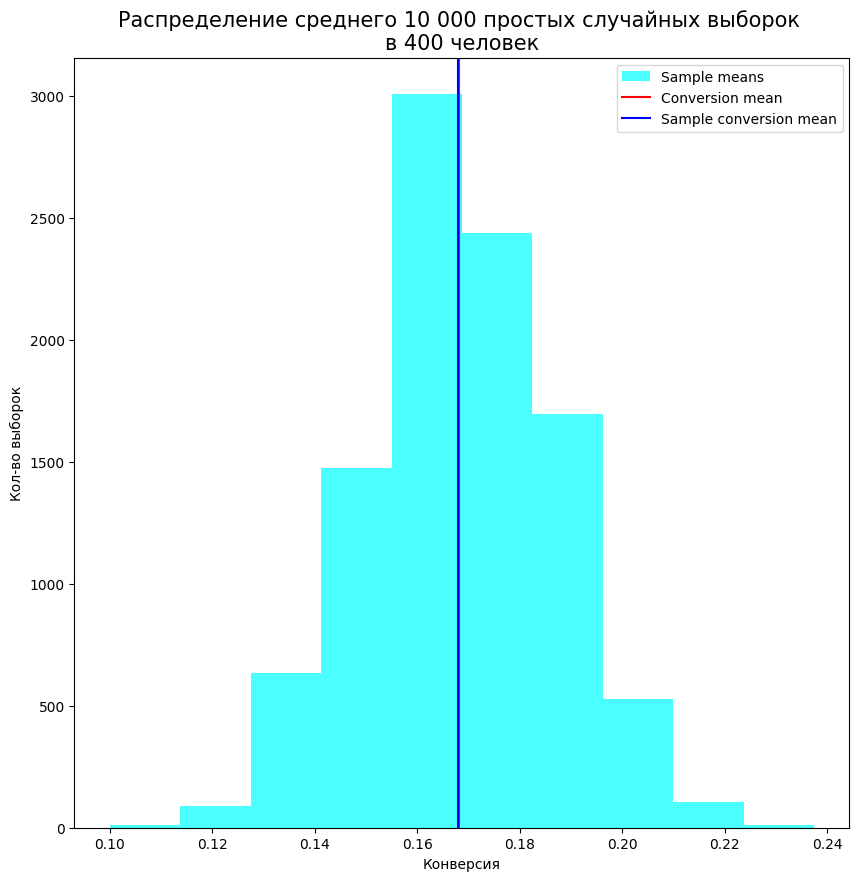 Распределение среднего 10 000 простых случайных выборок
в 400 человек
Sample means
Conversion mean
Sample conversion mean
3000
2500
2000
1500
1000
500
0
Кол-во выборок
0.10 0.12 0.14 0.16 0.18 0.20 0.22 0.24
Конверсия